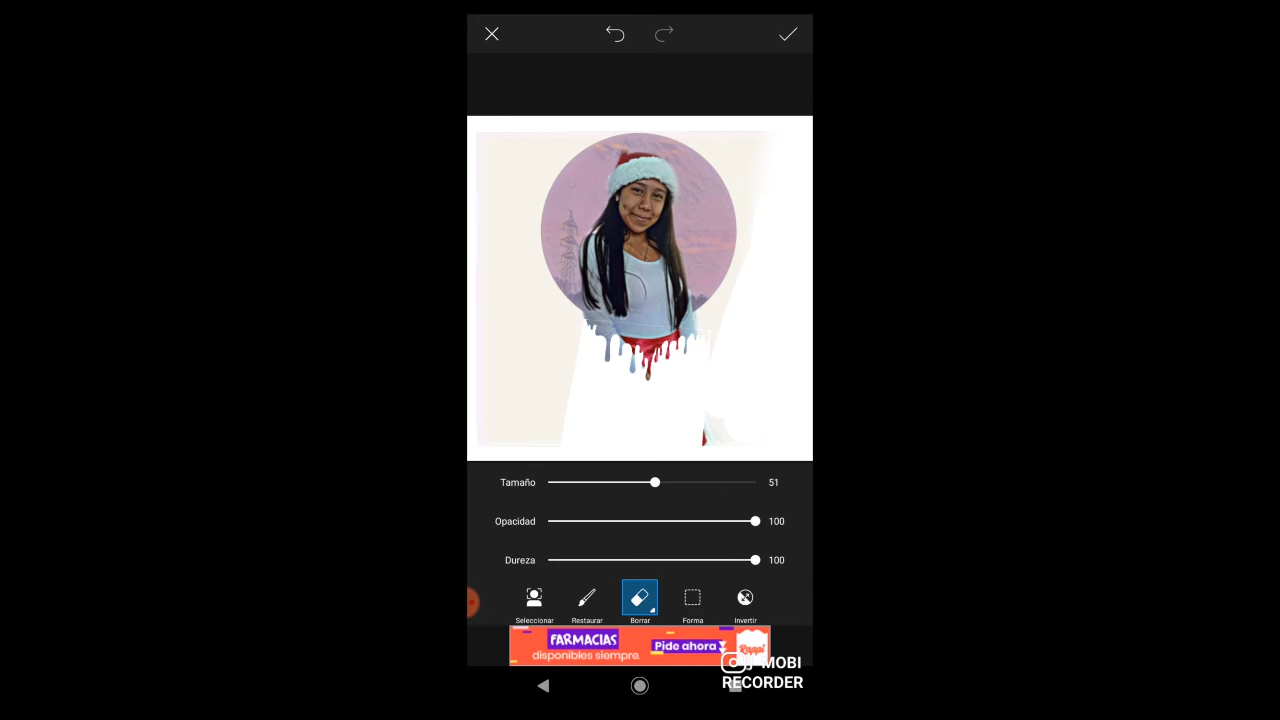 Tamaño 51
Opacidad 100
Dureza 100
Seleccionar Restaurar Borrar Forma Invertir
FARMACIAS
disponibles siempre.
Pide ahora
Rappi
MOBI
RECORDER